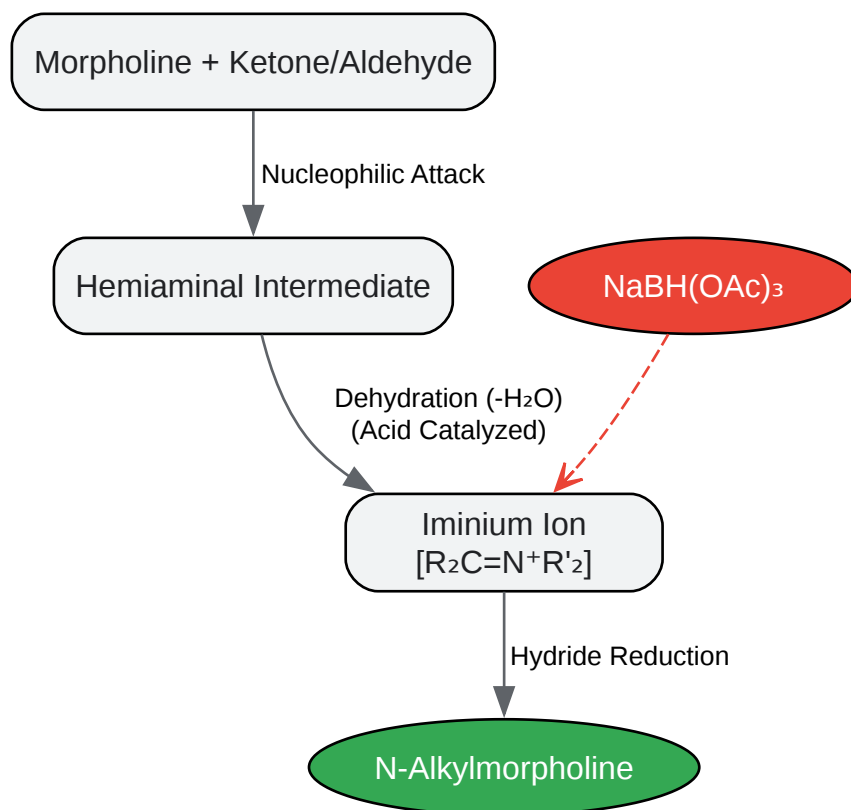 Morpholine + Ketone/Aldehyde
Nucleophilic Attack
Hemiaminal Intermediate
NaBH(OAc)₃
Dehydration (-H₂O)
(Acid Catalyzed)
Iminium Ion
[R₂C=N⁺R'₂]
Hydride Reduction
N-Alkylmorpholine